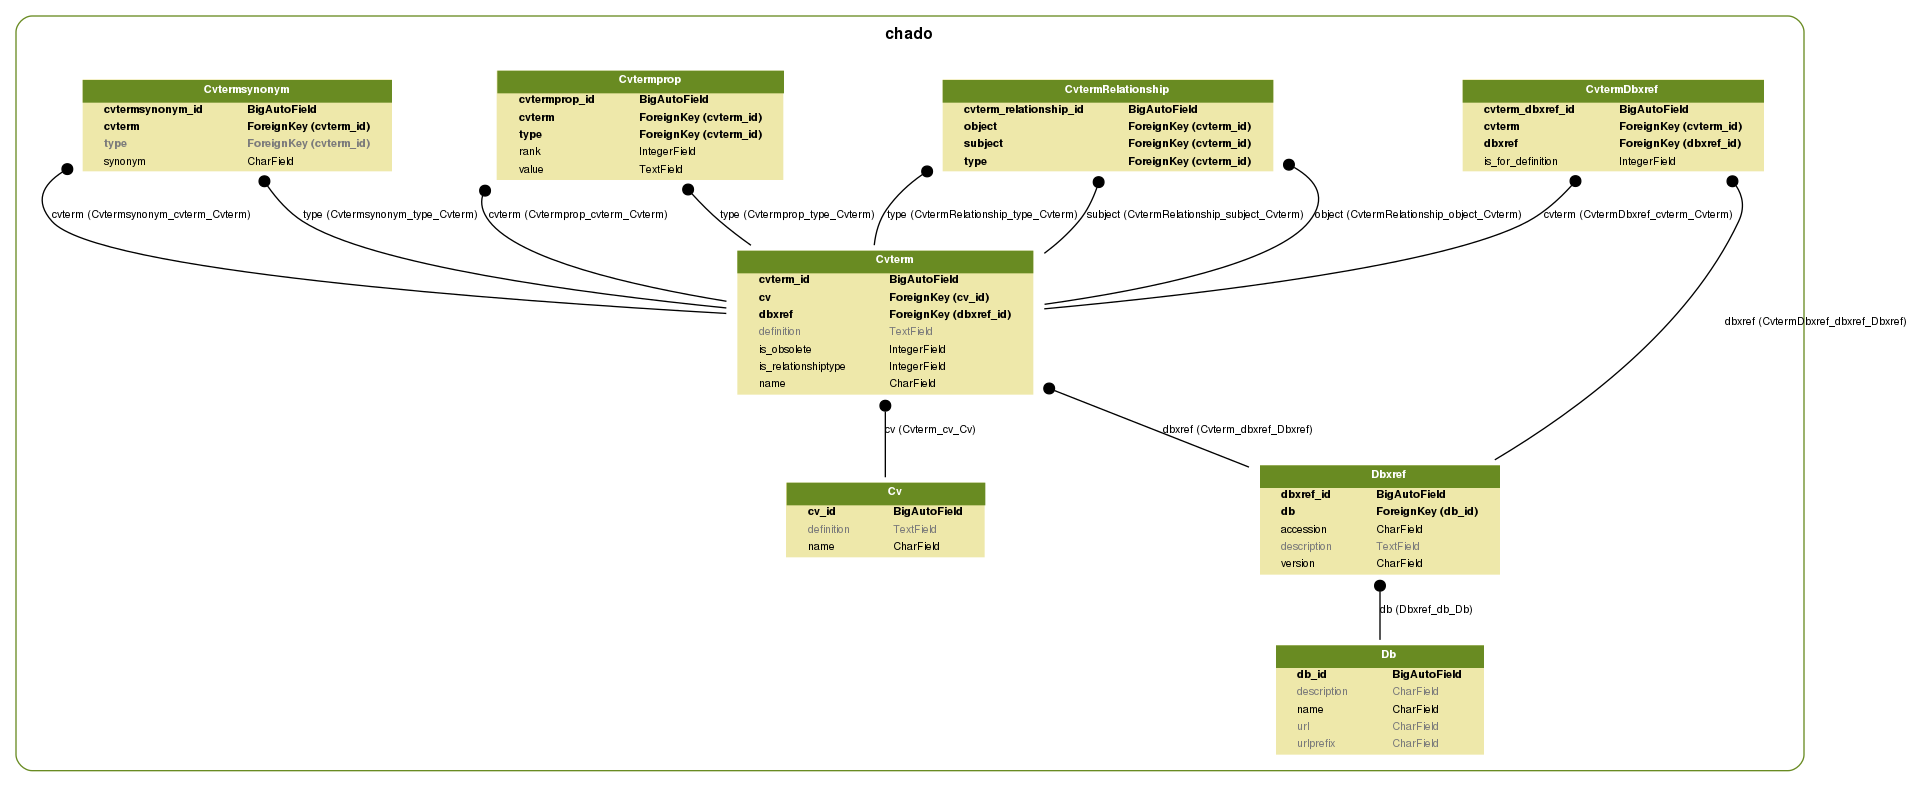 chado
Cvtermsynonym
cvtermsynonym_id BigAutoField
cvterm ForeignKey (cvterm_id)
type ForeignKey (cvterm_id)
synonym CharField
Cvtermprop
cvtermprop_id BigAutoField
cvterm ForeignKey (cvterm_id)
type ForeignKey (cvterm_id)
rank IntegerField
value TextField
CvtermRelationship
cvterm_relationship_id BigAutoField
object ForeignKey (cvterm_id)
subject ForeignKey (cvterm_id)
type ForeignKey (cvterm_id)
CvtermDbxref
cvterm_dbxref_id BigAutoField
cvterm ForeignKey (cvterm_id)
dbxref ForeignKey (dbxref_id)
is_for_definition IntegerField
cvterm (Cvtermsynonym_cvterm_Cvterm)
type (Cvtermsynonym_type_Cvterm)
cvterm (Cvtermprop_cvterm_Cvterm)
type (Cvtermprop_type_Cvterm)
type (CvtermRelationship_type_Cvterm)
subject (CvtermRelationship_subject_Cvterm)
object (CvtermRelationship_object_Cvterm)
cvterm (CvtermDbxref_cvterm_Cvterm)
Cvterm
cvterm_id BigAutoField
cv ForeignKey (cv_id)
dbxref ForeignKey (dbxref_id)
definition TextField
is_obsolete IntegerField
is_relationshiptype IntegerField
name CharField
dbxref (CvtermDbxref_dbxref_Dbxref)
cv (Cvterm_cv_Cv)
dbxref (Cvterm_dbxref_Dbxref)
Cv
cv_id BigAutoField
definition TextField
name CharField
Dbxref
dbxref_id BigAutoField
db ForeignKey (db_id)
accession CharField
description TextField
version CharField
db (Dbxref_db_Db)
Db
db_id BigAutoField
description CharField
name CharField
url CharField
urlprefix CharField